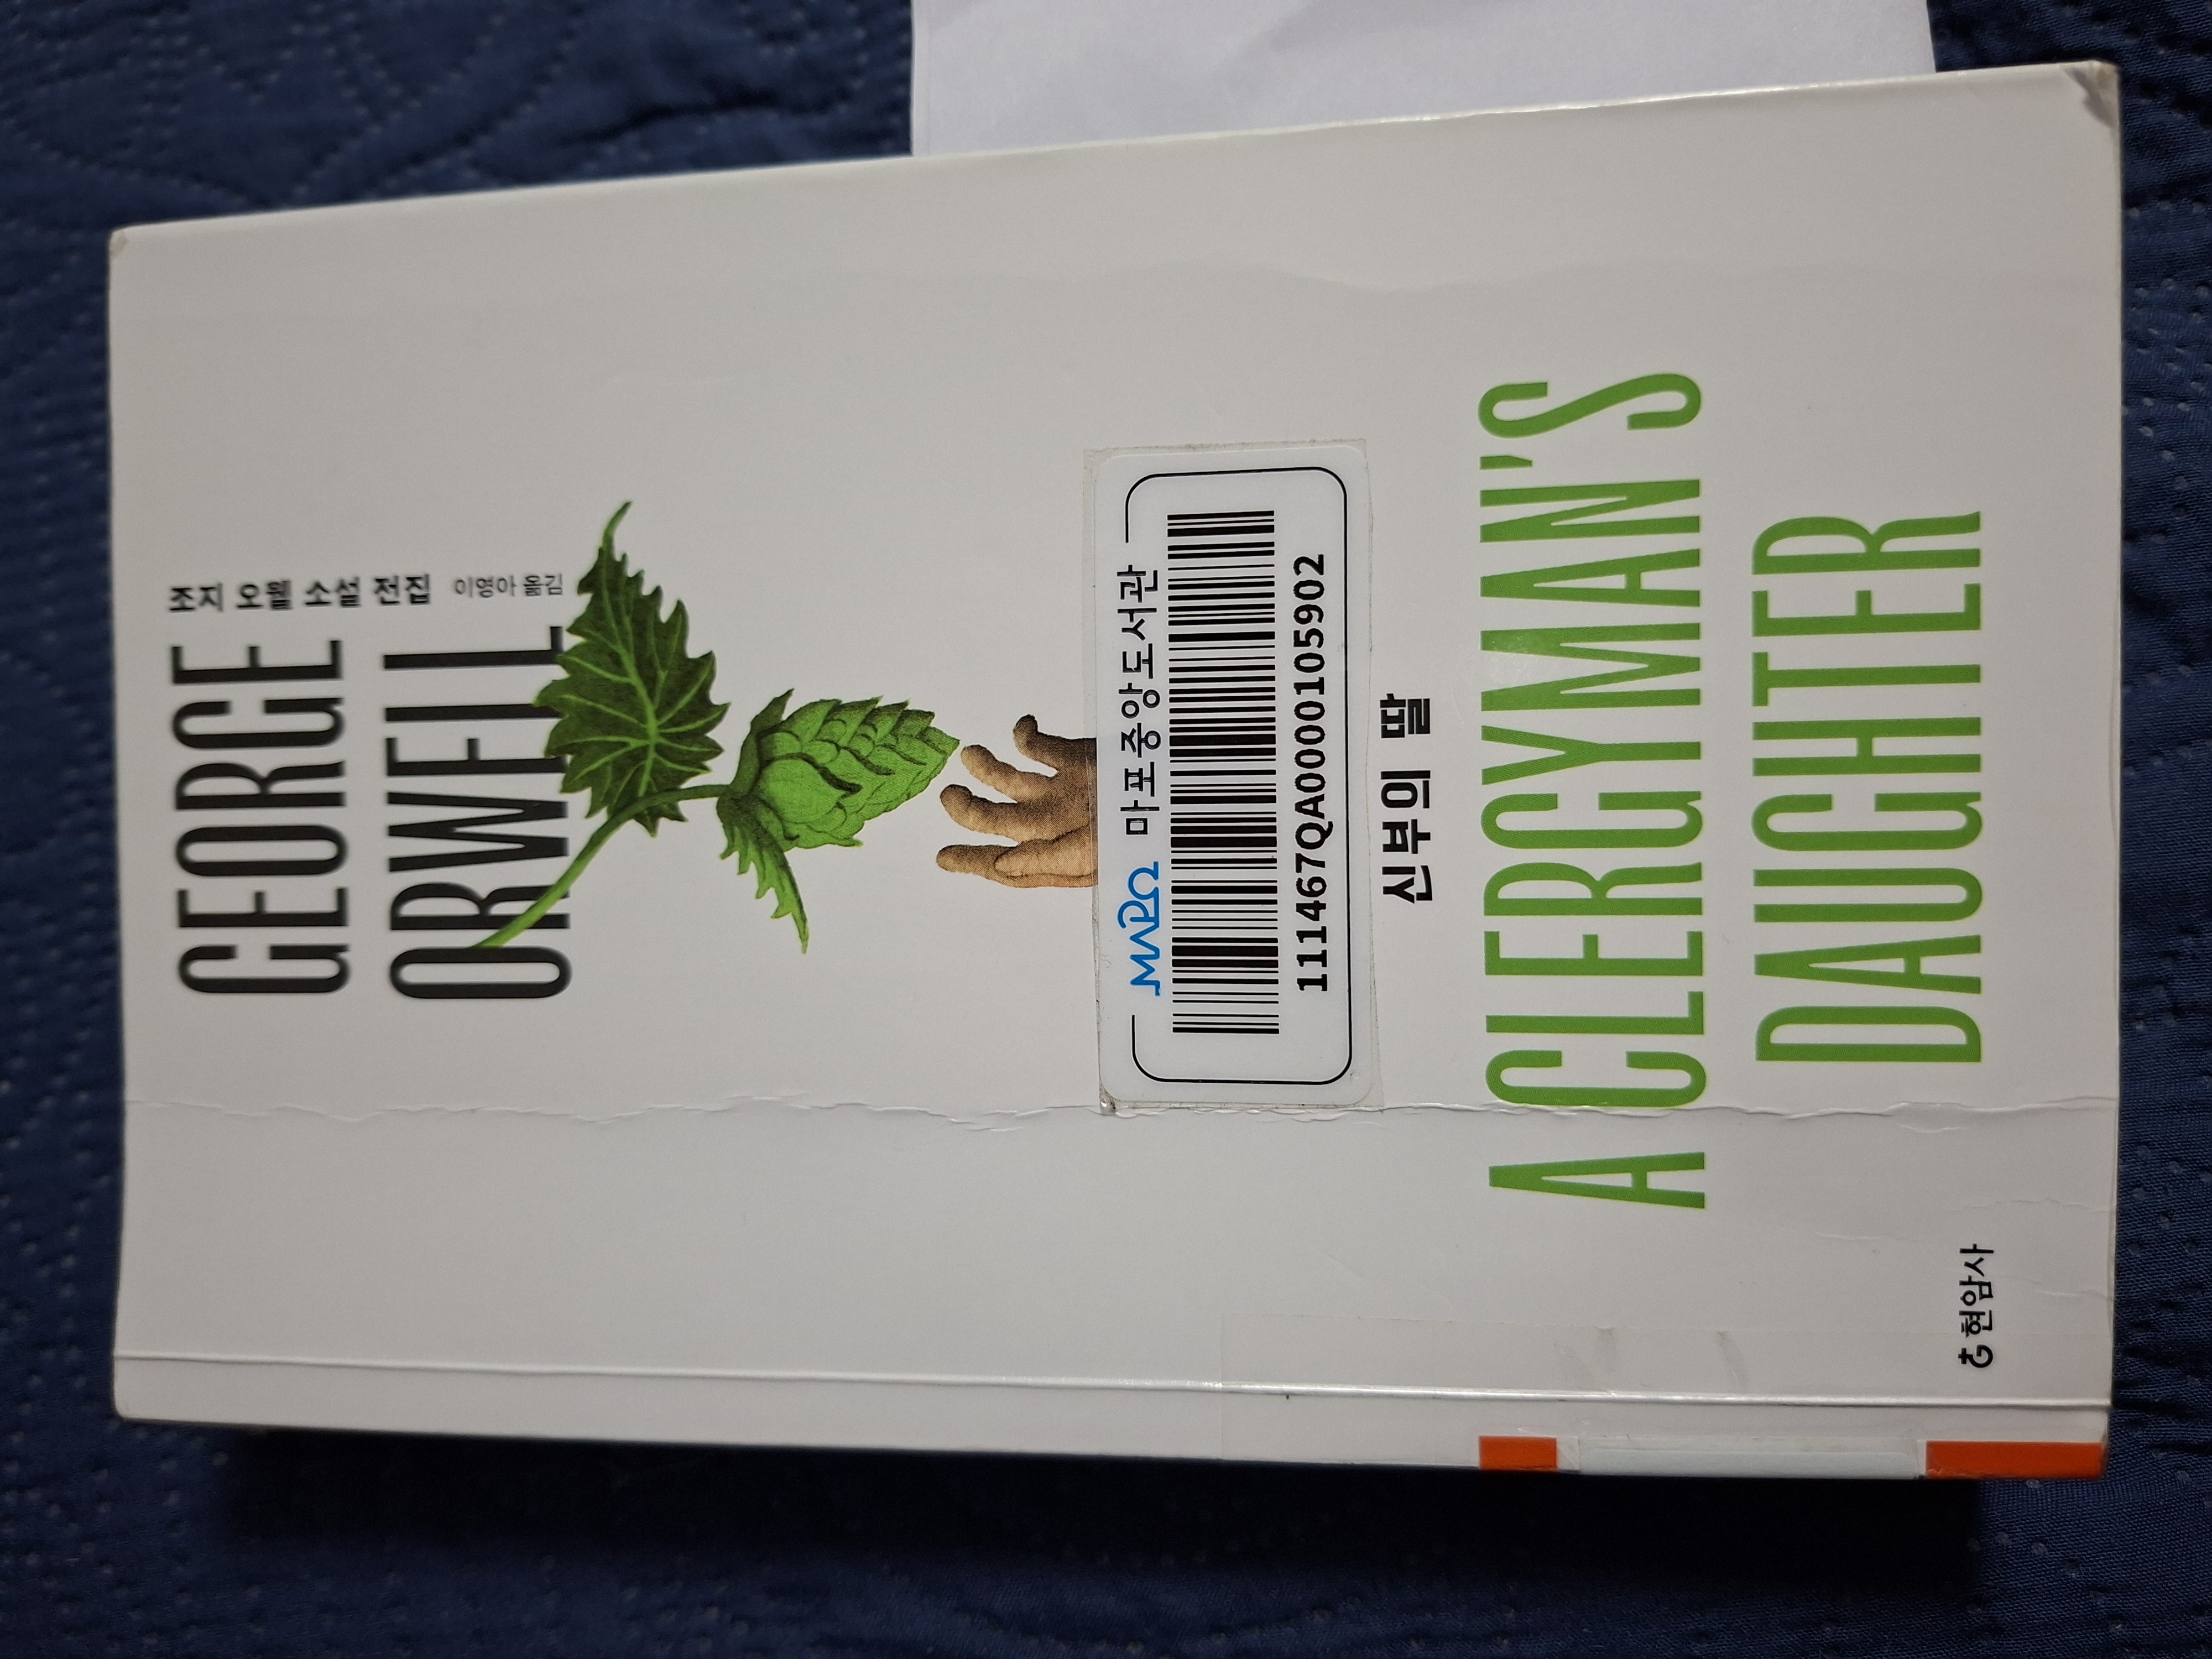 GEORGE
조지 오웰 소설 전집
ORWELL
이영아 옮김
MAPO 마포중앙도서관
111467QA0000105902
신부의 딸
A CLERGYMAN'S
DAUGHTER
현암사